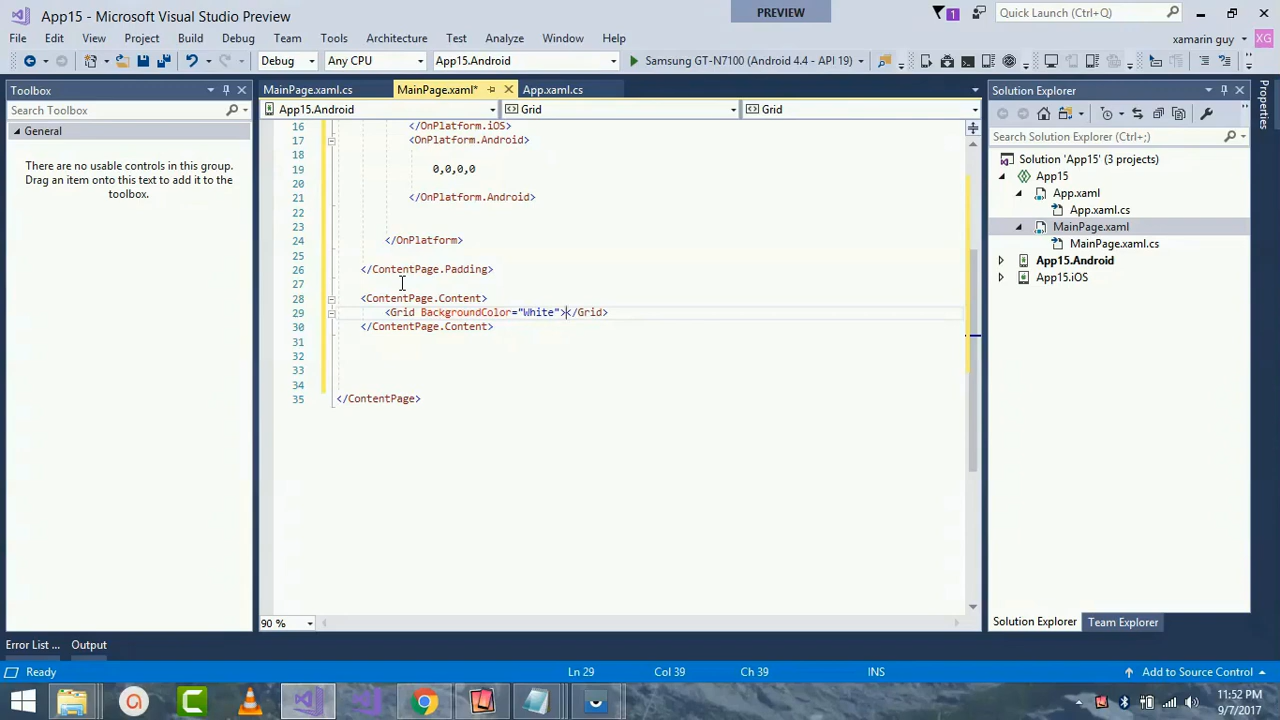 App15 - Microsoft Visual Studio Preview
PREVIEW
1
Quick Launch (Ctrl+Q)
File Edit View Project Build Debug Team Tools Architecture Test Analyze Window Help
xamarin guy XG
Debug Any CPU App15.Android Samsung GT-N7100 (Android 4.4 - API 19)
Toolbox
Search Toolbox
General
There are no usable controls in this group.
Drag an item onto this text to add it to the
toolbox.
MainPage.xaml.cs MainPage.xaml* App.xaml.cs
App15.Android Grid Grid
16 </OnPlatform.iOS>
17 <OnPlatform.Android>
18
19 0,0,0,0
20
21 </OnPlatform.Android>
22
23
24 </OnPlatform>
25
26 </ContentPage.Padding>
27
28 <ContentPage.Content>
29 <Grid BackgroundColor="White"></Grid>
30 </ContentPage.Content>
31
32
33
34
35 </ContentPage>
90 %
Solution Explorer
Search Solution Explorer (Ctrl+;)
Solution 'App15' (3 projects)
App15
App.xaml
App.xaml.cs
MainPage.xaml
MainPage.xaml.cs
App15.Android
App15.iOS
Solution Explorer Team Explorer
Properties
Error List ... Output
Ready Ln 29 Col 39 Ch 39 INS Add to Source Control
11:52 PM
9/7/2017